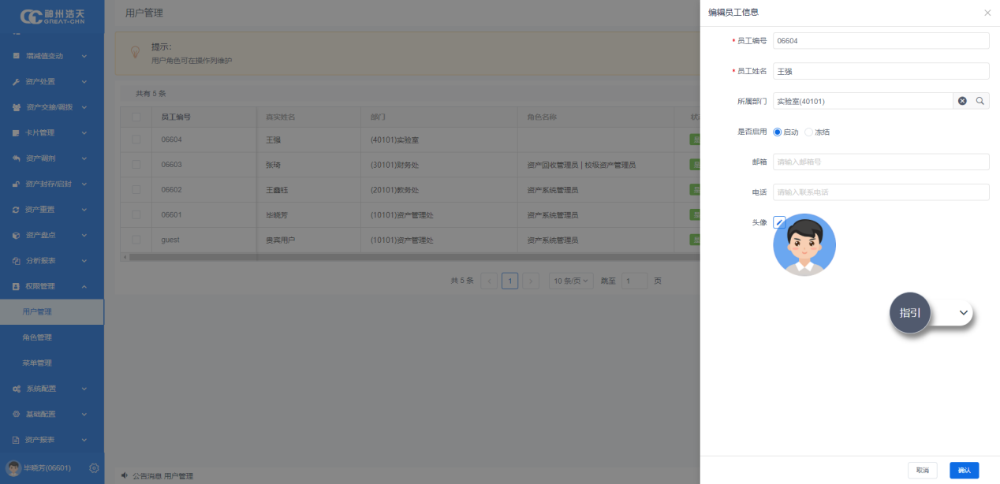 神州浩天
GREAT-CHN
增减值变动
资产处置
资产交接/调拨
卡片管理
资产调剂
资产封存/启封
资产重置
资产盘点
分析报表
权限管理
用户管理
角色管理
菜单管理
系统配置
基础配置
资产报表
毕晓芳(06601)
用户管理
提示:
用户角色可在操作列维护
共有 5 条
员工编号 真实姓名 部门 角色名称 状
06604 王强 (40101)实验室
06603 张琦 (30101)财务处 资产回收管理员 | 校级资产管理员
06602 王鑫钰 (20101)教务处 资产系统管理员
06601 毕晓芳 (10101)资产管理处 资产系统管理员
guest 贵宾用户 (10101)资产管理处 资产系统管理员
共 5 条 1 10 条/页 跳至 1 页
公告消息 用户管理
编辑员工信息
* 员工编号 06604
* 员工姓名 王强
所属部门 实验室(40101)
是否启用 启动 冻结
邮箱 请输入邮箱号
电话 请输入联系电话
头像
指引
取消 确认